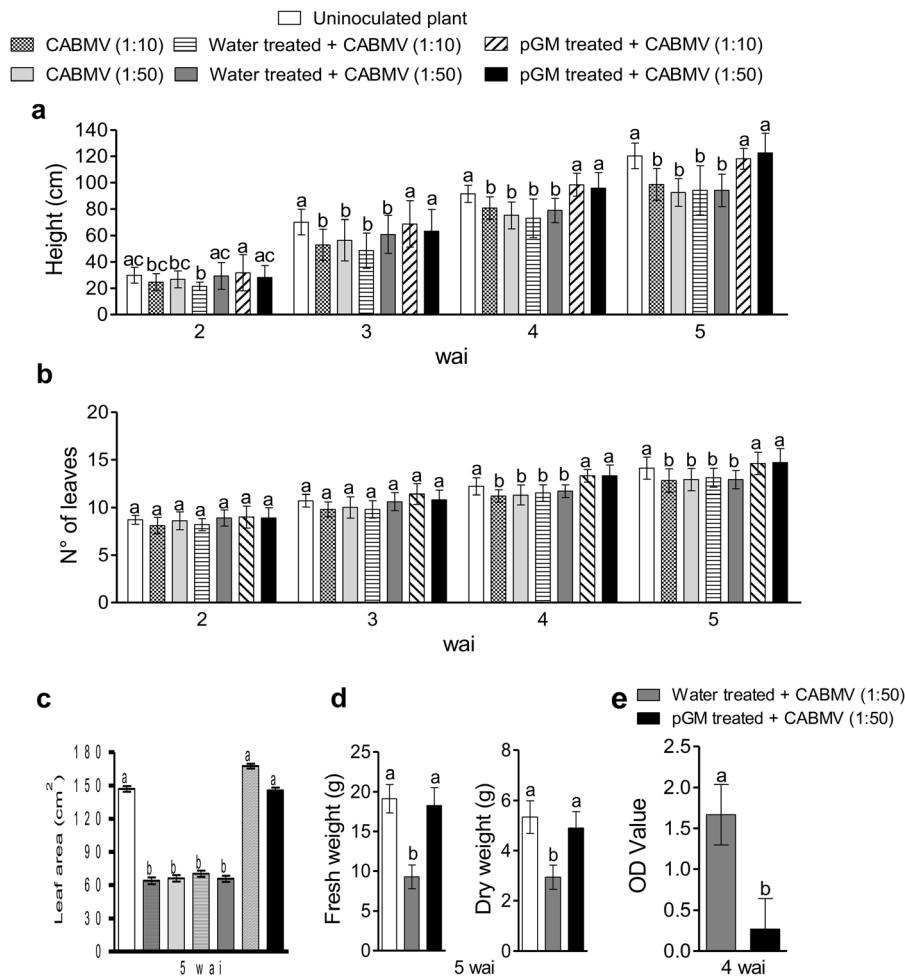 Uninoculated plant
CABMV (1:10) Water treated + CABMV (1:10) pGM treated + CABMV (1:10)
CABMV (1:50) Water treated + CABMV (1:50) pGM treated + CABMV (1:50)
a
Height (cm)
140
120
100
80
60
40
20
0
ac bc bc b ac a ac
a b b b b a a
a b b b b a a
a b b b b a a
2 3 4 5
wai
b
N° of leaves
20
15
10
5
0
a a a a a a a
a a a a a a a
a b b b b a a
a b b b b a a
2 3 4 5
wai
c
Leaf area (cm²)
180
150
120
90
60
30
0
a b b b b a a
5 wai
d
Fresh weight (g)
25
20
15
10
5
0
a b a
Dry weight (g)
8
6
4
2
0
a b a
5 wai
e
Water treated + CABMV (1:50)
pGM treated + CABMV (1:50)
OD Value
2.5
2.0
1.5
1.0
0.5
0.0
a b
4 wai